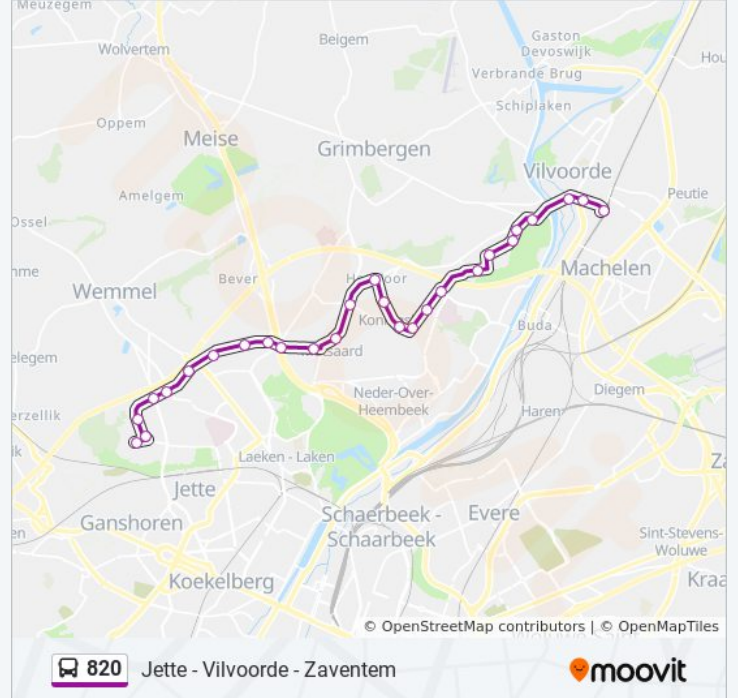 Meuzegem
Wolvertem
Beigem
Gaston
Devoswijk
Verbrande Brug
Schiplaken
Oppem
Meise
Grimbergen
Vilvoorde
Peutie
Amelgem
Ossel
Bever
Machelen
Wemmel
Buda
Neder-Over-
Heembeek
Diegem
Haren
Laeken - Laken
Jette
Ganshoren
Schaerbeek -
Schaarbeek
Evere
Sint-Stevens-
Woluwe
Koekelberg
© OpenStreetMap contributors | © OpenMapTiles
820 Jette - Vilvoorde - Zaventem
moovit